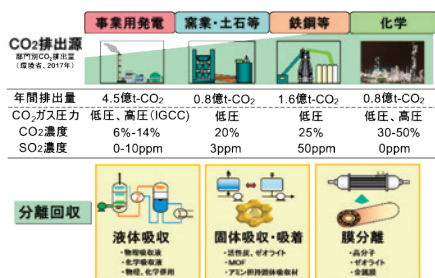 事業用発電 窯業・土石等 鉄鋼等 化学
CO2排出源
部門別CO2排出量
(環境省、2017年)
年間排出量 4.5億t-CO2 0.8億t-CO2 1.6億t-CO2 0.8億t-CO2
CO2ガス圧力 低圧、高圧(IGCC) 低圧 低圧 低圧、高圧
CO2濃度 6%-14% 20% 25% 30-50%
SO2濃度 0-10ppm 3ppm 50ppm 0ppm
分離回収
液体吸収 固体吸収・吸着 膜分離
・物理吸収液 ・活性炭、ゼオライト ・高分子
・化学吸収液 ・MOF ・ゼオライト
・物理、化学併用 ・アミン担持固体吸収材 ・金属膜